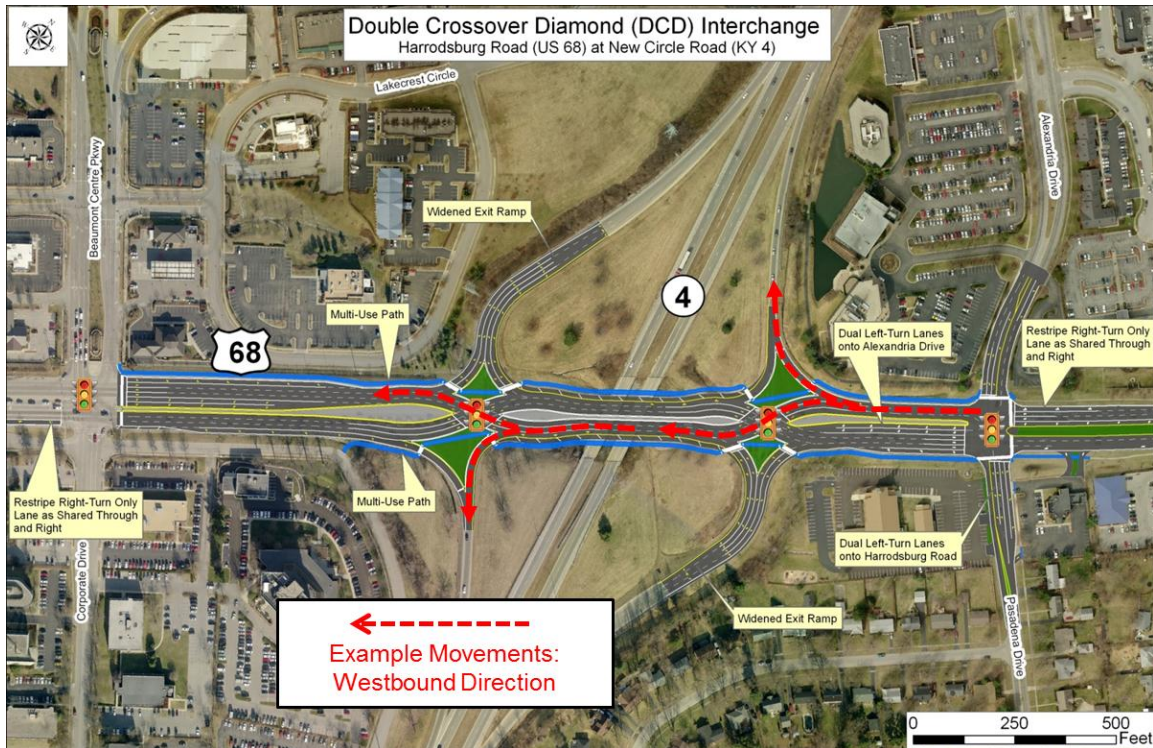 Double Crossover Diamond (DCD) Interchange
Harrodsburg Road (US 68) at New Circle Road (KY 4)
Lakecrest Circle
Beaumont Centre Pkwy
Alexandria Drive
Widened Exit Ramp
4
Multi-Use Path
68
Dual Left-Turn Lanes
onto Alexandria Drive
Restripe Right-Turn Only
Lane as Shared Through
and Right
Restripe Right-Turn Only
Lane as Shared Through
and Right
Multi-Use Path
Dual Left-Turn Lanes
onto Harrodsburg Road
Corporate Drive
Widened Exit Ramp
Pasadena Drive
Example Movements:
Westbound Direction
0 250 500
Feet